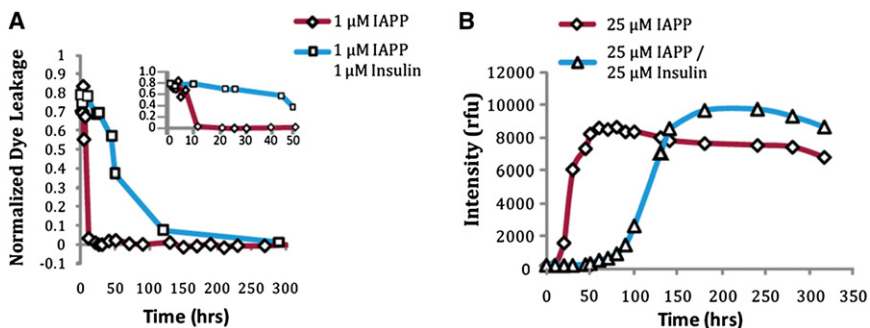 A
1 µM IAPP
1 µM IAPP
1 µM Insulin
Normalized Dye Leakage
1
0.9
0.8
0.7
0.6
0.5
0.4
0.3
0.2
0.1
0
-0.1
0 50 100 150 200 250 300
Time (hrs)
1.0
0.8
0.6
0.4
0.2
0
0 10 20 30 40 50
B
25 µM IAPP
25 µM IAPP /
25 µM Insulin
Intensity (rfu)
12000
10000
8000
6000
4000
2000
0
0 50 100 150 200 250 300 350
Time (hrs)